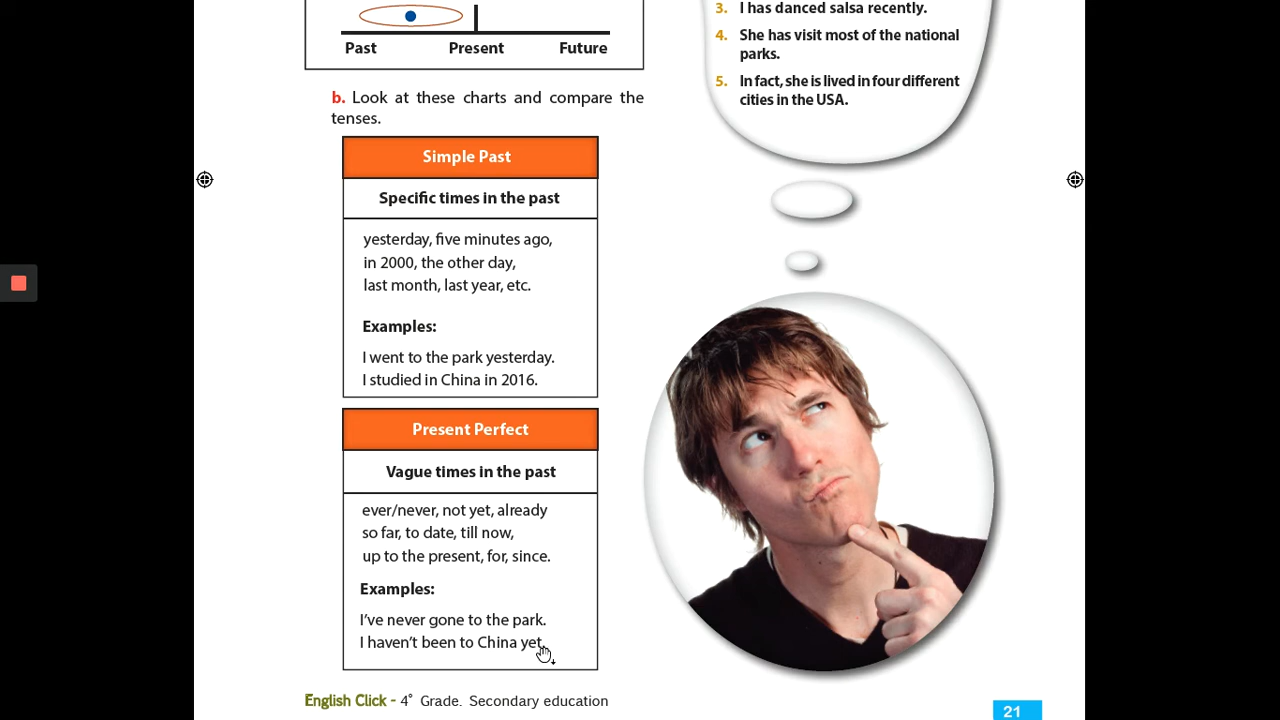 Past Present Future
b. Look at these charts and compare the
tenses.
Simple Past
Specific times in the past
yesterday, five minutes ago,
in 2000, the other day,
last month, last year, etc.
Examples:
I went to the park yesterday.
I studied in China in 2016.
Present Perfect
Vague times in the past
ever/never, not yet, already
so far, to date, till now,
up to the present, for, since.
Examples:
I've never gone to the park.
I haven't been to China yet.
3. I has danced salsa recently.
4. She has visit most of the national
parks.
5. In fact, she is lived in four different
cities in the USA.
English Click - 4° Grade. Secondary education
21